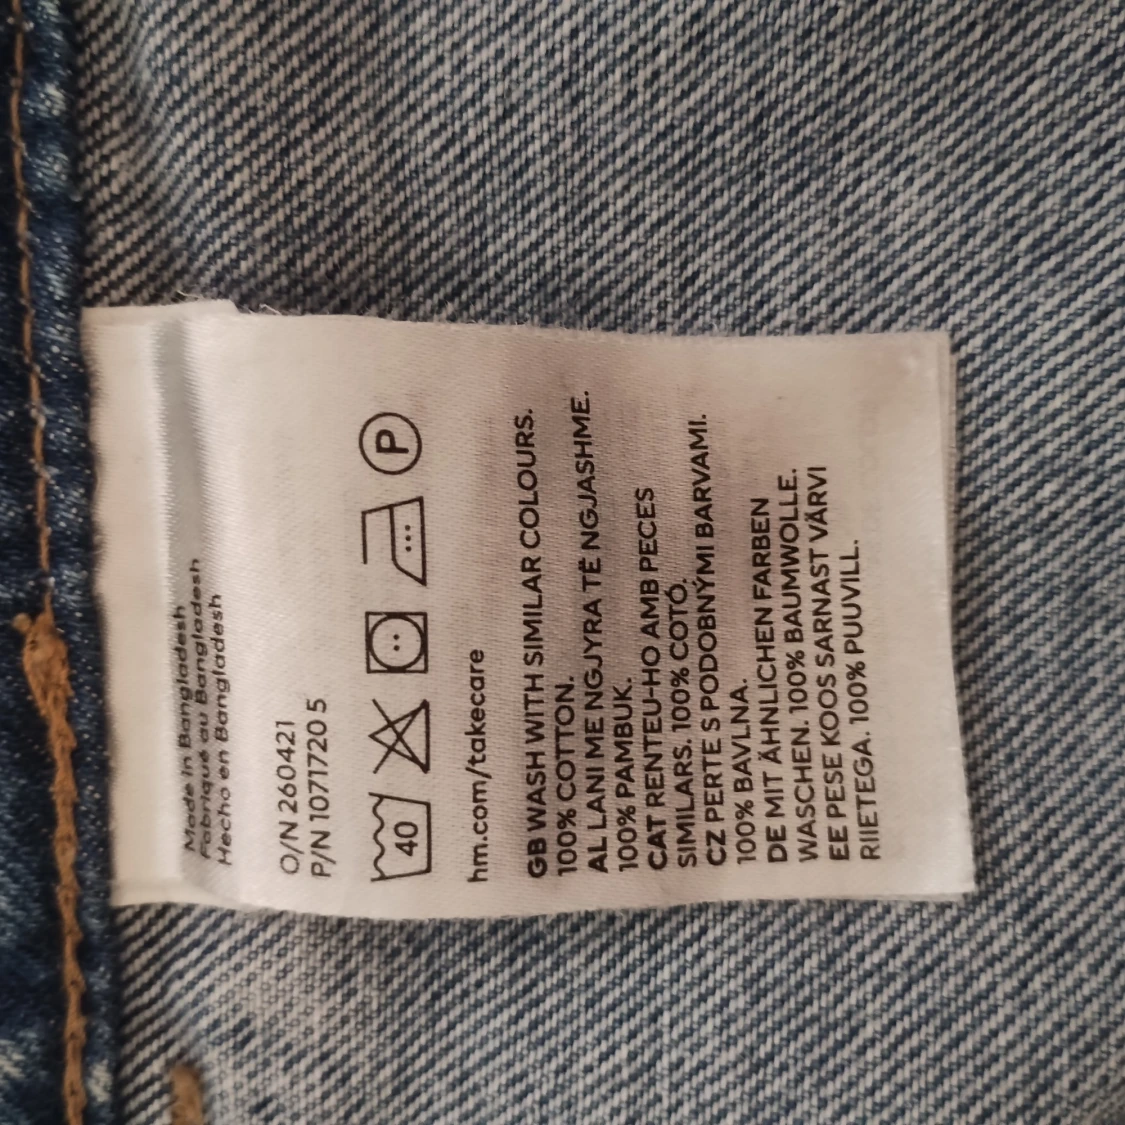 Made in Bangladesh
Fabriqué au Bangladesh
Hecho en Bangladesh
O/N 260421
P/N 1071720 5
40
P
hm.com/takecare
GB WASH WITH SIMILAR COLOURS.
100% COTTON.
AL LANI ME NGJYRA TË NGJASHME.
100% PAMBUK.
CAT RENTEU-HO AMB PECES
SIMILARS. 100% COTÓ.
CZ PERTE S PODOBNÝMI BARVAMI.
100% BAVLNA.
DE MIT ÄHNLICHEN FARBEN
WASCHEN. 100% BAUMWOLLE.
EE PESE KOOS SARNAST VÄRVI
RIIETEGA. 100% PUUVILL.